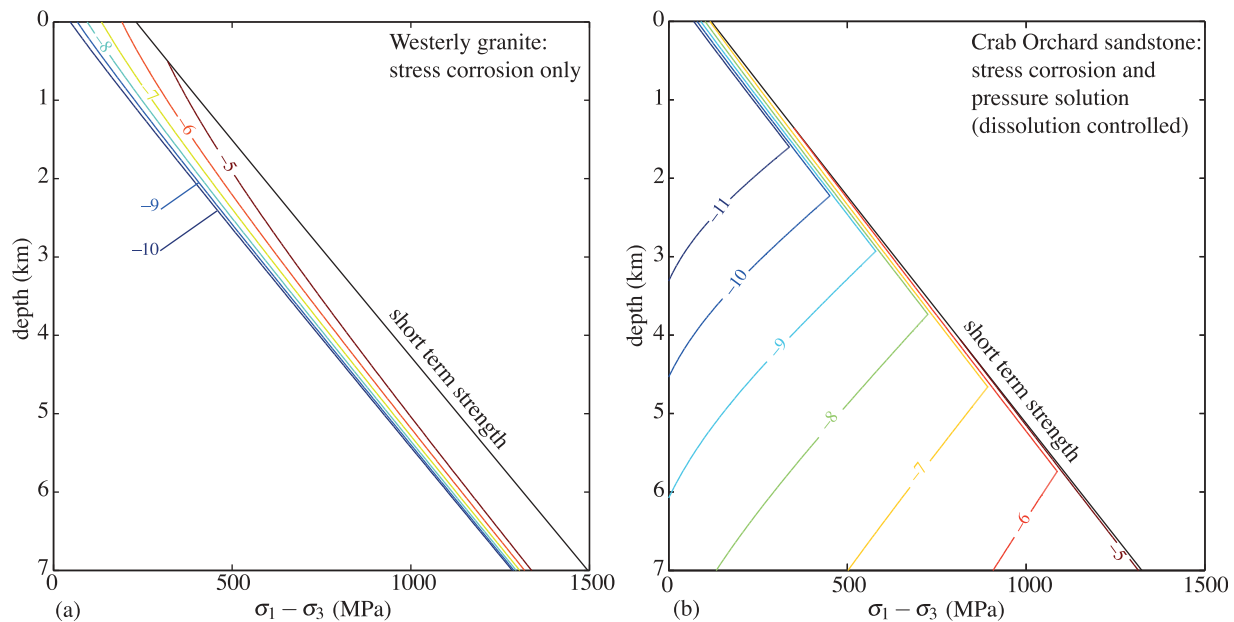 Westerly granite:
stress corrosion only
0
1
2
3
4
5
6
7
depth (km)
–8
–7
–6
–5
–9
–10
short term strength
0
500
1000
1500
(a)
σ1 – σ3 (MPa)
Crab Orchard sandstone:
stress corrosion and
pressure solution
(dissolution controlled)
0
1
2
3
4
5
6
7
depth (km)
–11
–10
–9
–8
–7
–6
–5
short term strength
0
500
1000
1500
(b)
σ1 – σ3 (MPa)